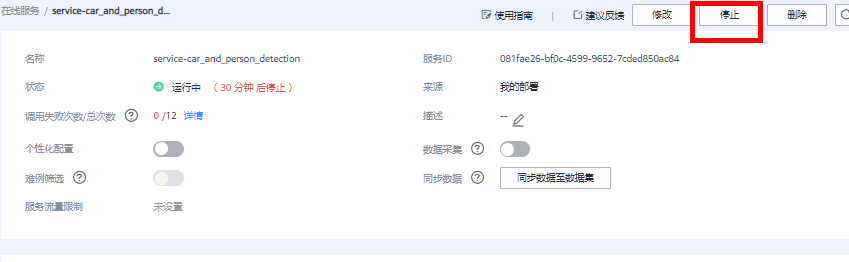 在线服务 / service-car_and_person_d... 使用指南 | 建议反馈 修改 停止 删除
名称 service-car_and_person_detection 服务ID 081fae26-bf0c-4599-9652-7cded850ac84
状态 运行中 （ 30 分钟 后停止 ） 来源 我的部署
调用失败次数/总次数 ? 0 /12 详情 描述 --
个性化配置 数据采集 ?
难例筛选 ? 同步数据 ? 同步数据至数据集
服务流量限制 未设置